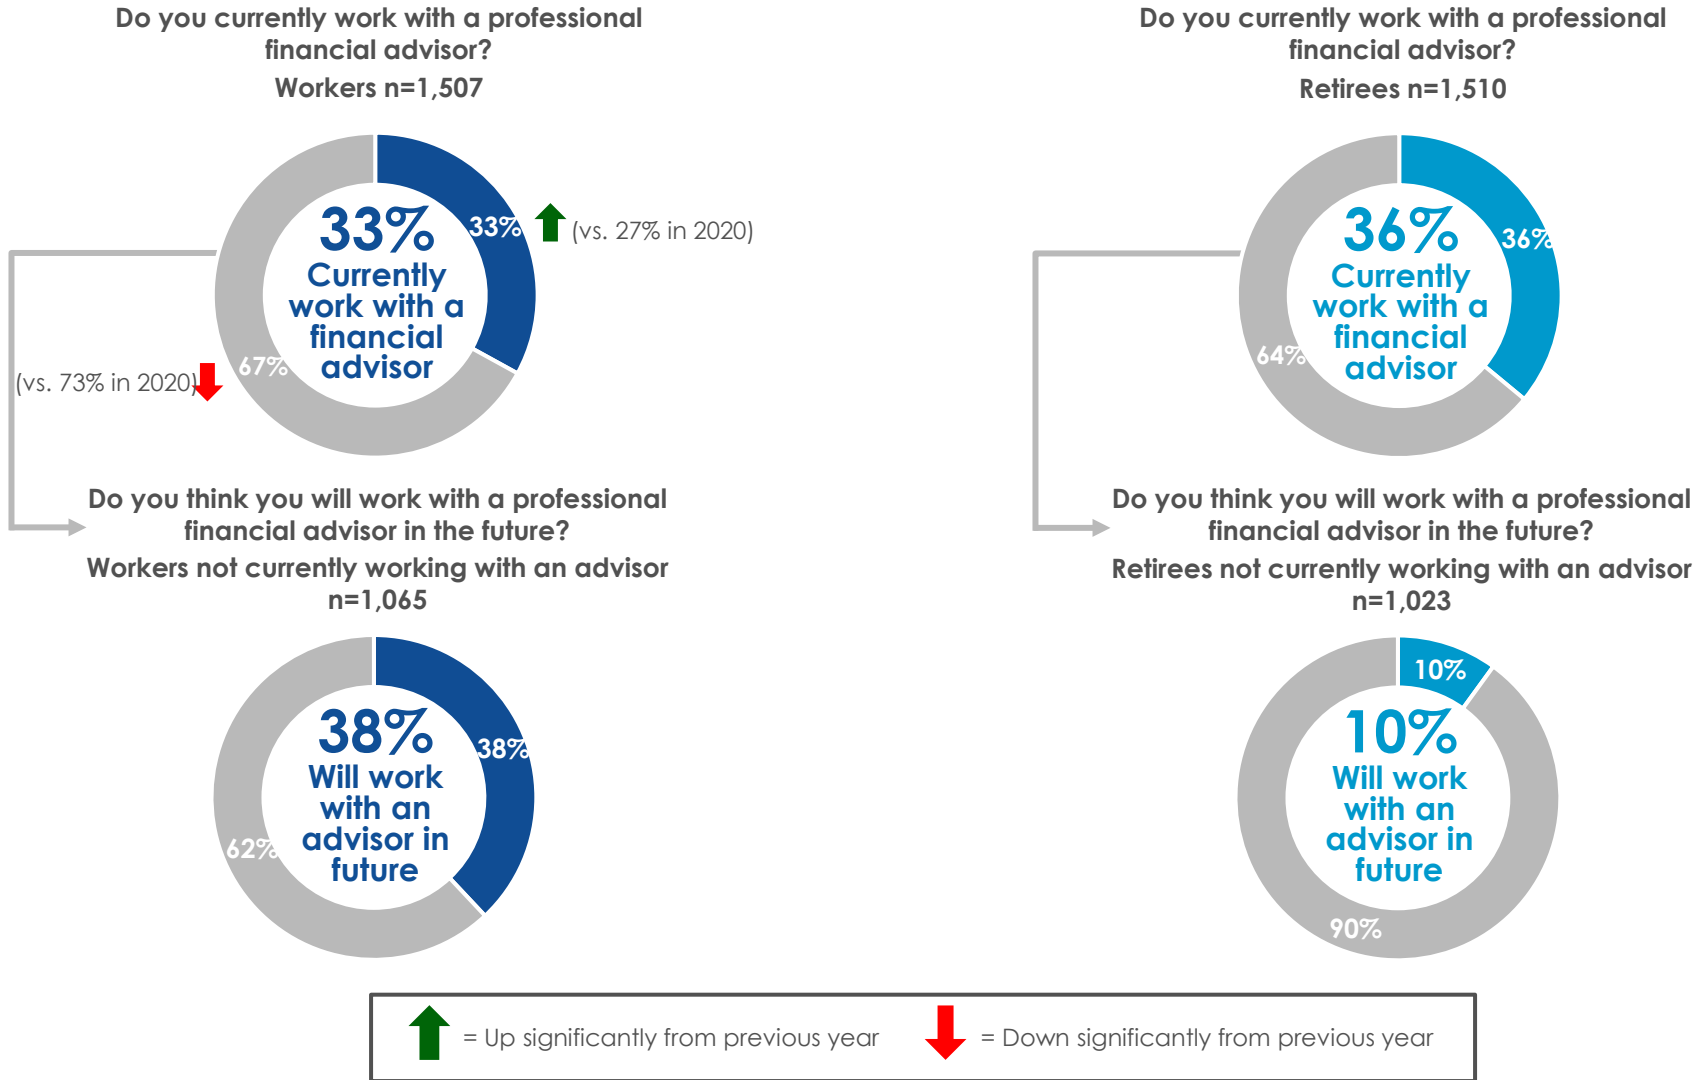 Do you currently work with a professional
financial advisor?
Workers n=1,507
33%
Currently
work with a
financial
advisor
33%
(vs. 27% in 2020)
67%
(vs. 73% in 2020)
Do you think you will work with a professional
financial advisor in the future?
Workers not currently working with an advisor
n=1,065
38%
Will work
with an
advisor in
future
38%
62%
Do you currently work with a professional
financial advisor?
Retirees n=1,510
36%
Currently
work with a
financial
advisor
36%
64%
Do you think you will work with a professional
financial advisor in the future?
Retirees not currently working with an advisor
n=1,023
10%
10%
Will work
with an
advisor in
future
90%
= Up significantly from previous year
= Down significantly from previous year